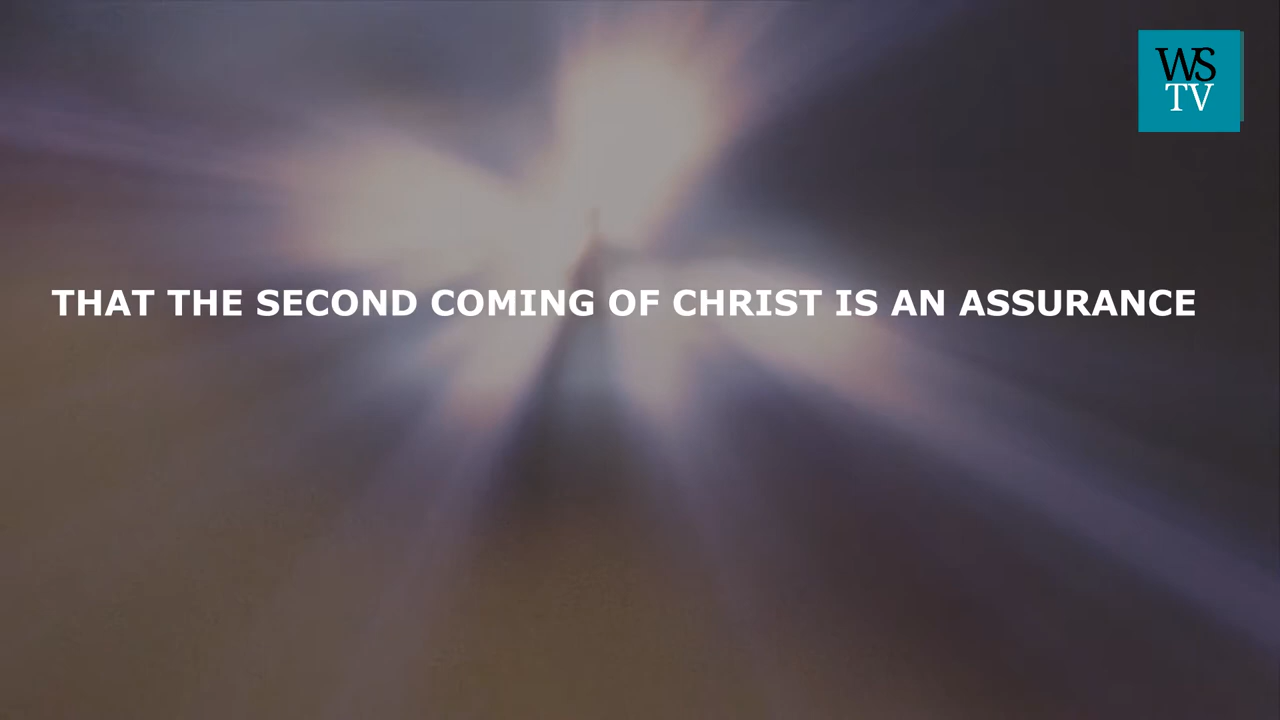 WS
TV
THAT THE SECOND COMING OF CHRIST IS AN ASSURANCE